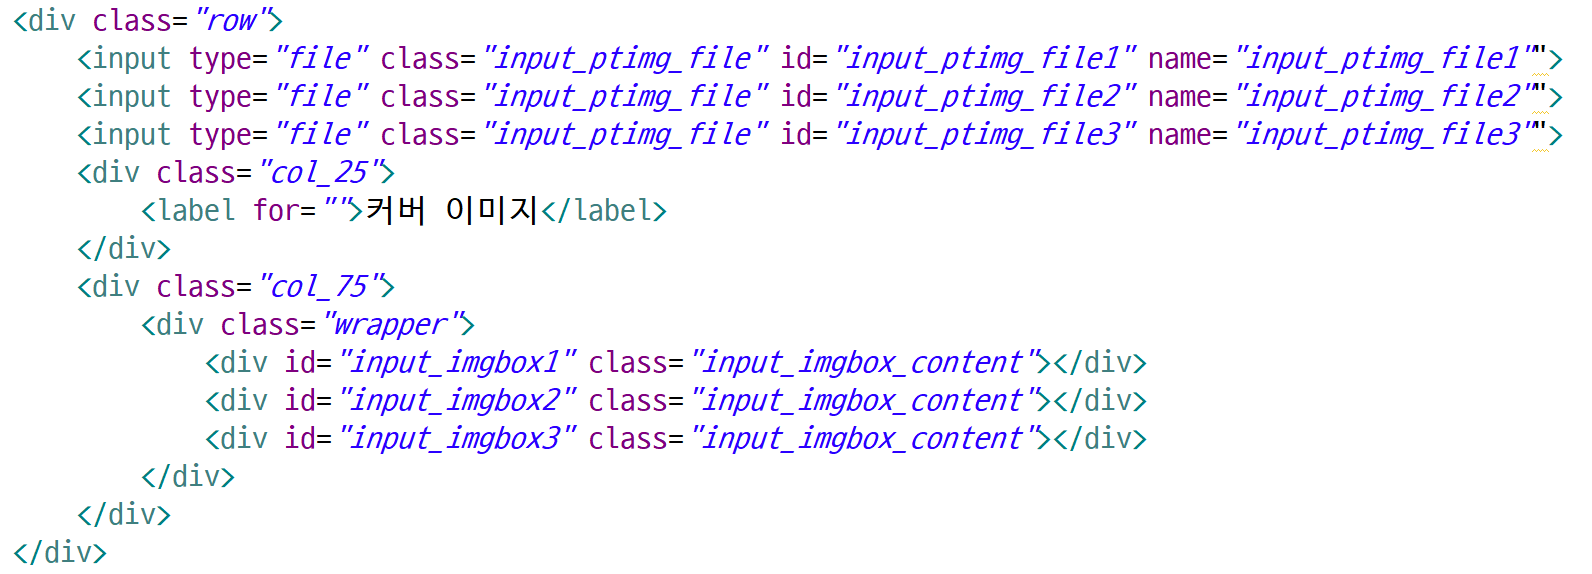 <div class="row">
    <input type="file" class="input_ptimg_file" id="input_ptimg_file1" name="input_ptimg_file1"">
    <input type="file" class="input_ptimg_file" id="input_ptimg_file2" name="input_ptimg_file2"">
    <input type="file" class="input_ptimg_file" id="input_ptimg_file3" name="input_ptimg_file3"">
    <div class="col_25">
        <label for="">커버 이미지</label>
    </div>
    <div class="col_75">
        <div class="wrapper">
            <div id="input_imgbox1" class="input_imgbox_content"></div>
            <div id="input_imgbox2" class="input_imgbox_content"></div>
            <div id="input_imgbox3" class="input_imgbox_content"></div>
        </div>
    </div>
</div>